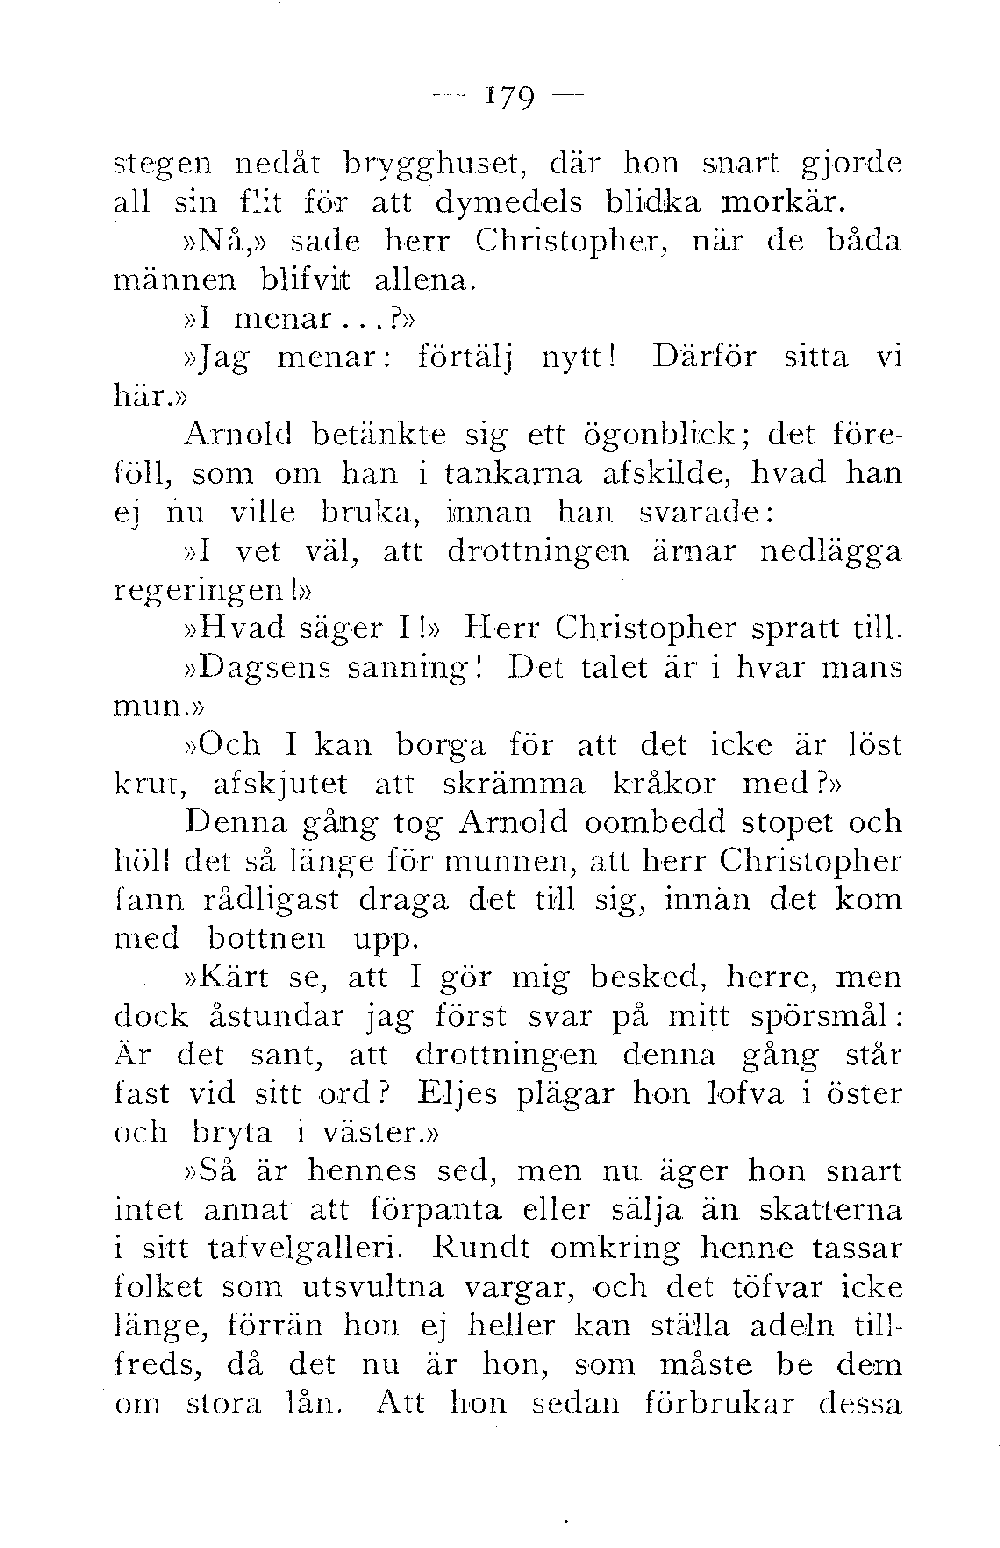 — 179 —
stegen nedåt brygghuset, där hon snart gjorde
all sin flit för att dymedels blidka morkär.
»Nå,» sade herr Christopher, när de båda
männen blifvit allena.
»I menar . . . ?»
»Jag menar: förtälj nytt! Därför sitta vi
här.»
Arnold betänkte sig ett ögonblick; det före-
föll, som om han i tankarna afskilde, hvad han
ej nu ville bruka, innan han svarade:
»I vet väl, att drottningen ärnar nedlägga
regeringen!»
»Hvad säger I!» Herr Christopher spratt till.
»Dagsens sanning! Det talet är i hvar mans
mun.»
»Och I kan borga för att det icke är löst
krut, afskjutet att skrämma kråkor med?»
Denna gång tog Arnold oombedd stopet och
höll det så länge för munnen, att herr Christopher
fann rådligast draga det till sig, innan det kom
med bottnen upp.
»Kärt se, att I gör mig besked, herre, men
dock åstundar jag först svar på mitt spörsmål:
Är det sant, att drottningen denna gång står
fast vid sitt ord? Eljes plägar hon lofva i öster
och bryta i väster.»
»Så är hennes sed, men nu äger hon snart
intet annat att förpanta eller sälja än skatterna
i sitt tafvelgalleri. Rundt omkring henne tassar
folket som utsvultna vargar, och det töfvar icke
länge, förrän hon ej heller kan ställa adeln till-
freds, då det nu är hon, som måste be dem
om stora lån. Att hon sedan förbrukar dessa